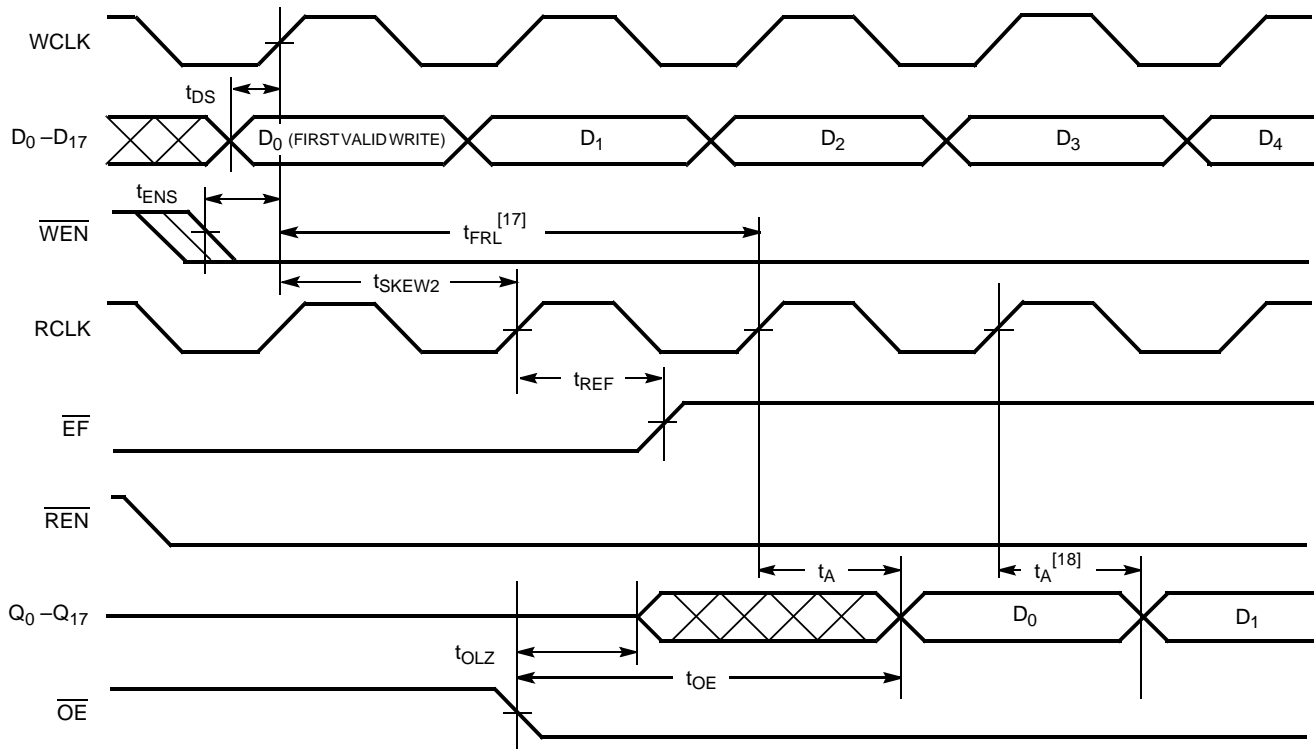 WCLK
tDS
D0 –D17
D0 (FIRST VALID WRITE)
D1
D2
D3
D4
tENS
WEN
tFRL[17]
tSKEW2
RCLK
tREF
EF
REN
tA
tA[18]
Q0 –Q17
D0
D1
tOLZ
tOE
OE